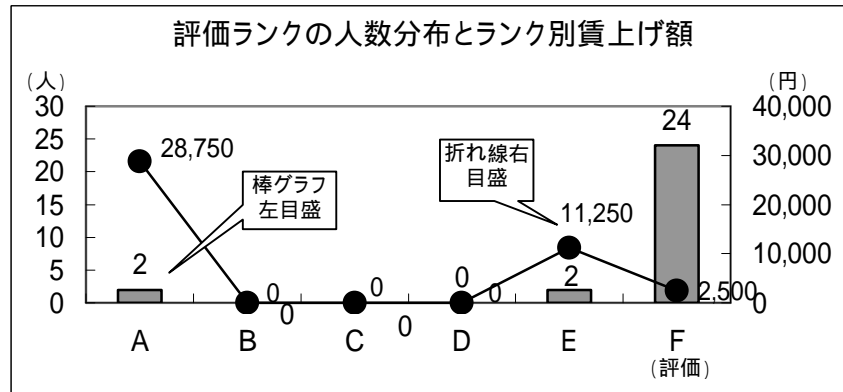 評価ランクの人数分布とランク別賃上げ額
(人)
(円)
30
25
20
15
10
5
0
40,000
30,000
20,000
10,000
0
28,750
棒グラフ
左目盛
折れ線右
目盛
11,250
24
2
0
0
0
0
0
0
2
2,500
A B C D E F
(評価)